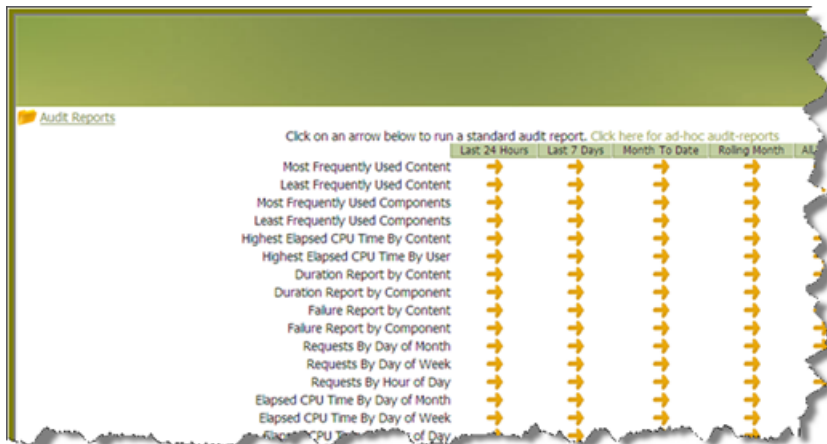 Audit Reports
Click on an arrow below to run a standard audit report. Click here for ad-hoc audit-reports
Last 24 Hours Last 7 Days Month To Date Rolling Month
Most Frequently Used Content
Least Frequently Used Content
Most Frequently Used Components
Least Frequently Used Components
Highest Elapsed CPU Time By Content
Highest Elapsed CPU Time By User
Duration Report by Content
Duration Report by Component
Failure Report by Content
Failure Report by Component
Requests By Day of Month
Requests By Day of Week
Requests By Hour of Day
Elapsed CPU Time By Day of Month
Elapsed CPU Time By Day of Week
of Day